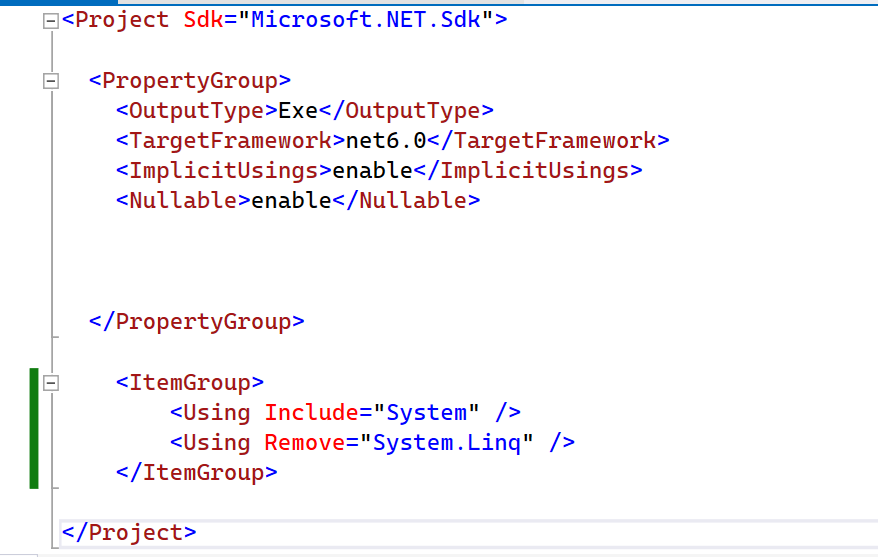 <Project Sdk="Microsoft.NET.Sdk">
<PropertyGroup>
<OutputType>Exe</OutputType>
<TargetFramework>net6.0</TargetFramework>
<ImplicitUsings>enable</ImplicitUsings>
<Nullable>enable</Nullable>
</PropertyGroup>
<ItemGroup>
<Using Include="System" />
<Using Remove="System.Linq" />
</ItemGroup>
</Project>